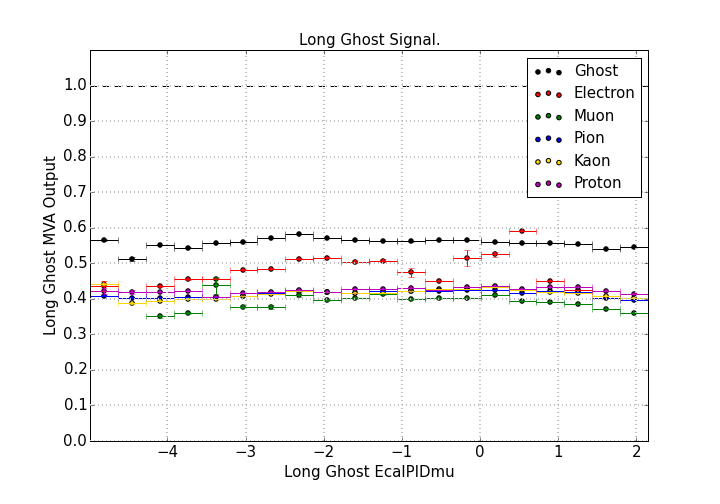 Long Ghost Signal.
1.0
0.9
0.8
0.7
0.6
0.5
0.4
0.3
0.2
0.1
0.0
Long Ghost MVA Output
Ghost
Electron
Muon
Pion
Kaon
Proton
−4 −3 −2 −1 0 1 2
Long Ghost EcalPIDmu